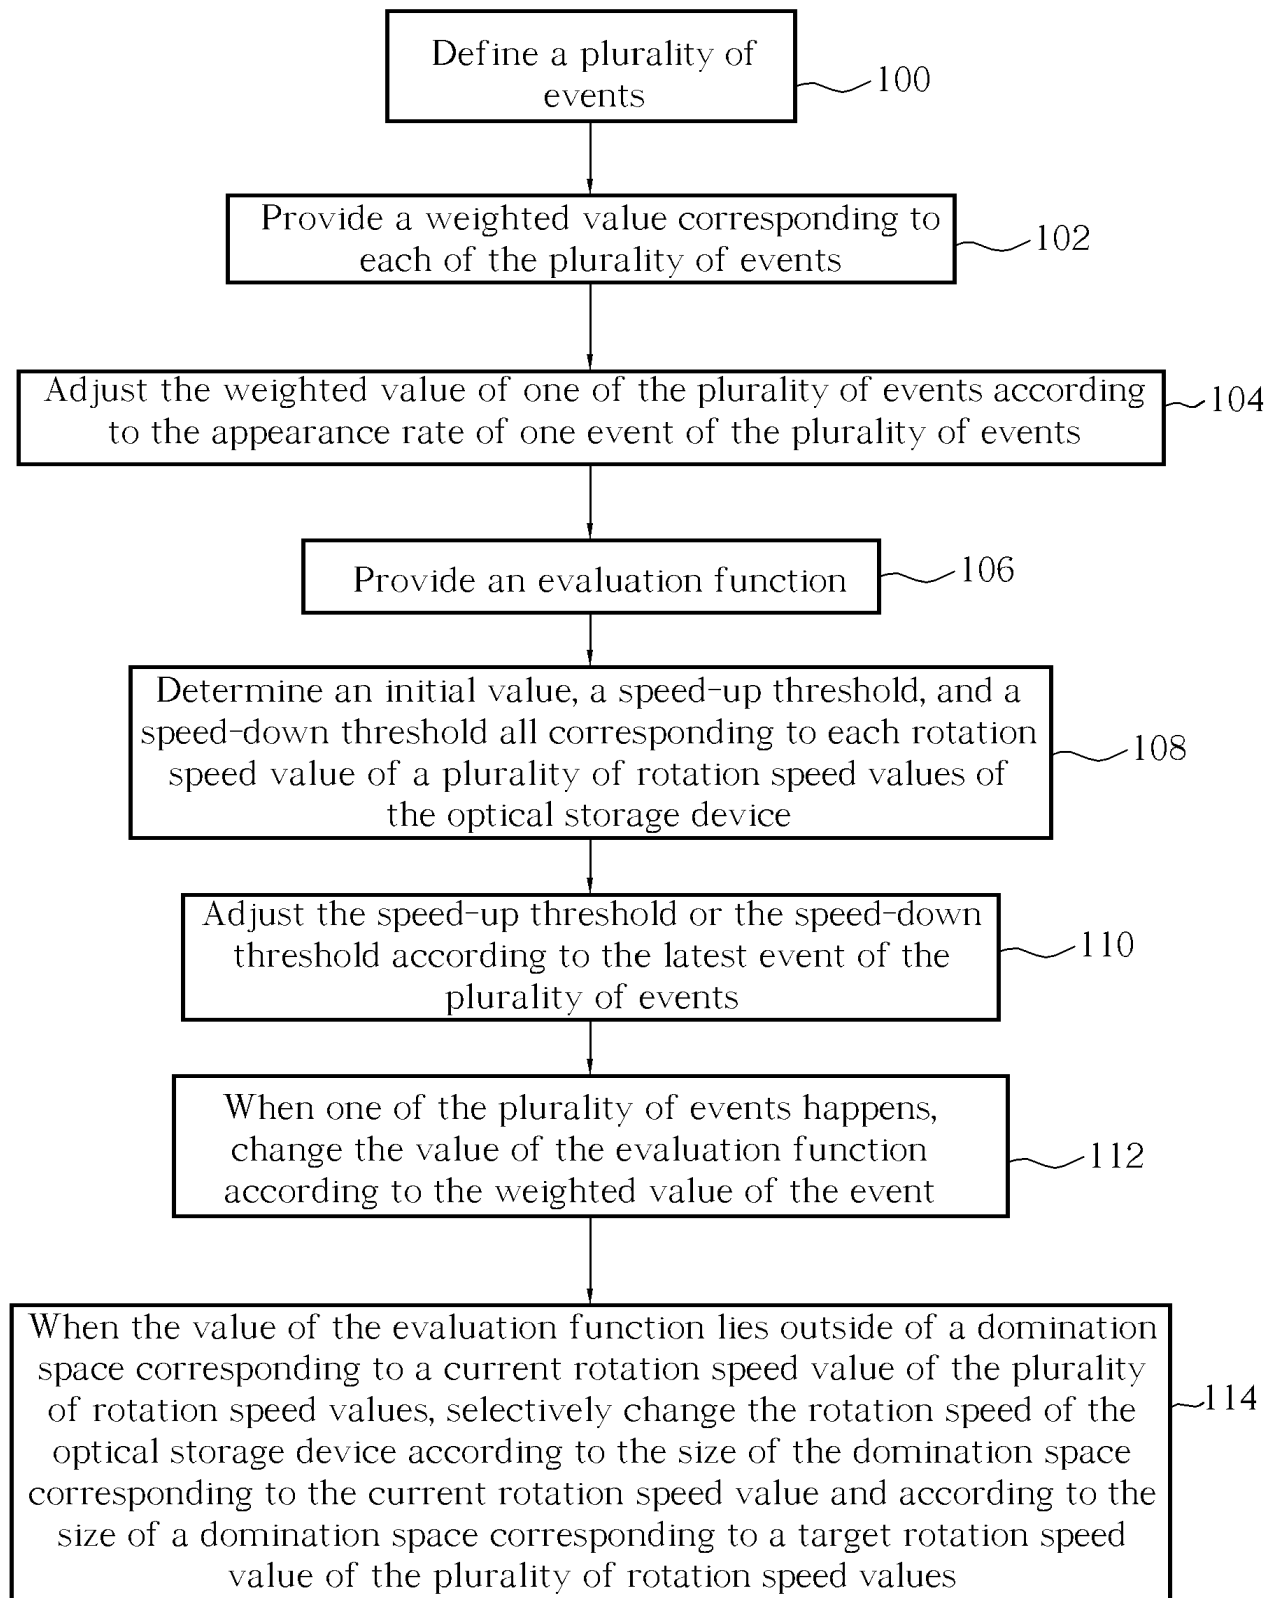 Define a plurality of
events
100
Provide a weighted value corresponding to
each of the plurality of events
102
Adjust the weighted value of one of the plurality of events according
to the appearance rate of one event of the plurality of events
104
Provide an evaluation function
106
Determine an initial value, a speed-up threshold, and a
speed-down threshold all corresponding to each rotation
speed value of a plurality of rotation speed values of
the optical storage device
108
Adjust the speed-up threshold or the speed-down
threshold according to the latest event of the
plurality of events
110
When one of the plurality of events happens,
change the value of the evaluation function
according to the weighted value of the event
112
When the value of the evaluation function lies outside of a domination
space corresponding to a current rotation speed value of the plurality
of rotation speed values, selectively change the rotation speed of the
optical storage device according to the size of the domination space
corresponding to the current rotation speed value and according to the
size of a domination space corresponding to a target rotation speed
value of the plurality of rotation speed values
114